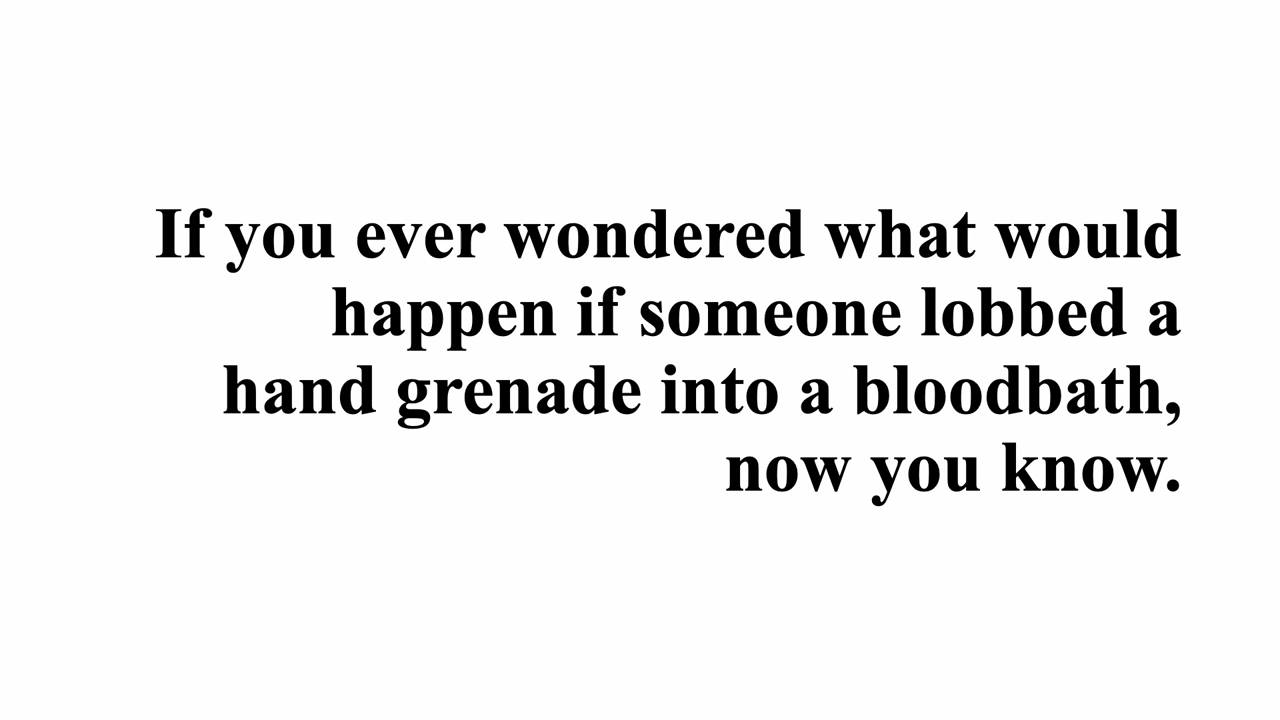 If you ever wondered what would
happen if someone lobbed a
hand grenade into a bloodbath,
now you know.